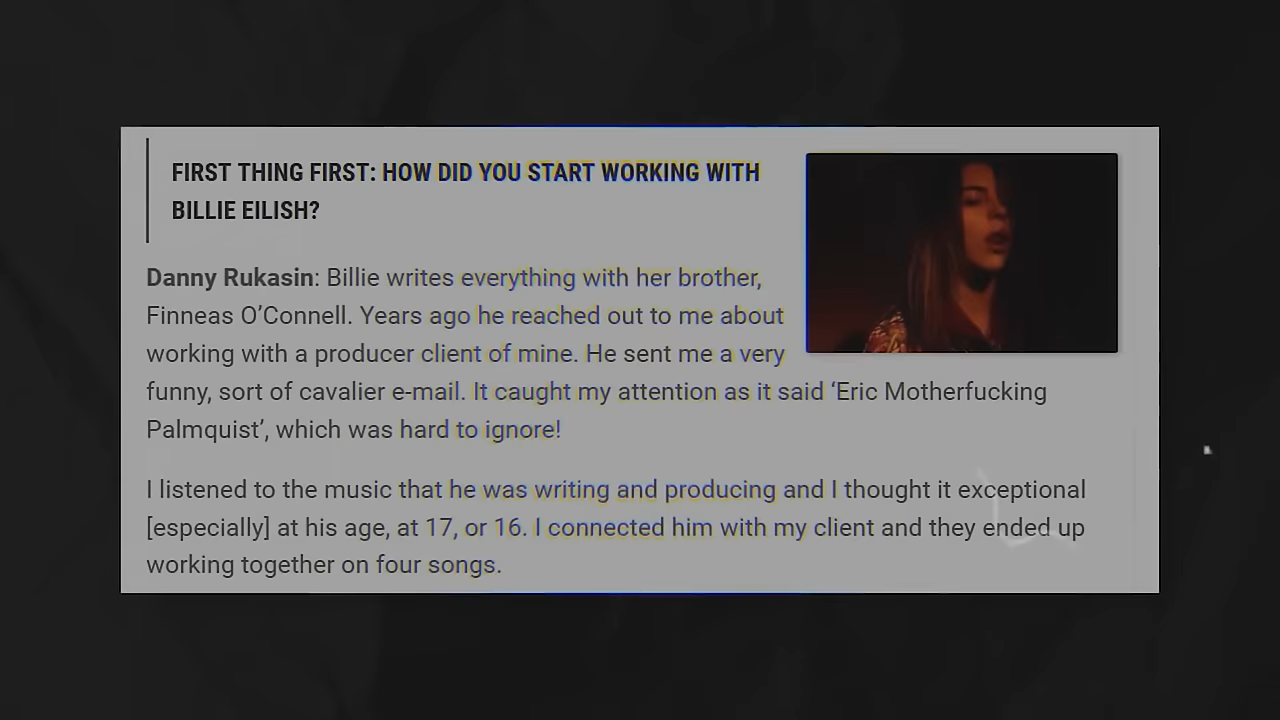 FIRST THING FIRST: HOW DID YOU START WORKING WITH
BILLIE EILISH?
Danny Rukasin: Billie writes everything with her brother,
Finneas O’Connell. Years ago he reached out to me about
working with a producer client of mine. He sent me a very
funny, sort of cavalier e-mail. It caught my attention as it said ‘Eric Motherfucking
Palmquist’, which was hard to ignore!
I listened to the music that he was writing and producing and I thought it exceptional
[especially] at his age, at 17, or 16. I connected him with my client and they ended up
working together on four songs.